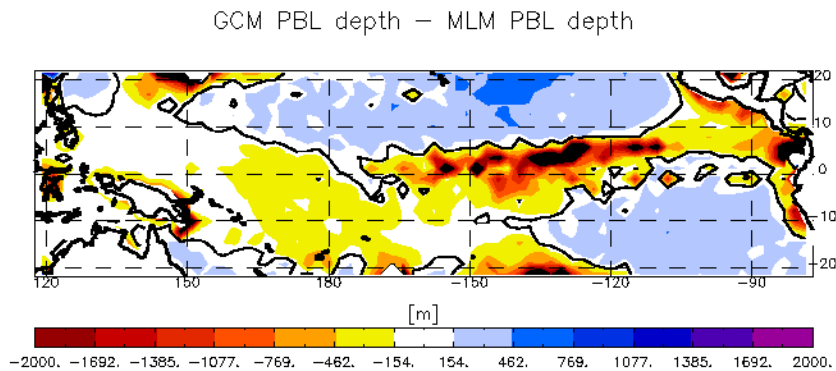 GCM PBL depth − MLM PBL depth
20
10
0
−10
−20
120 150 180 −150 −120 −90
[m]
−2000. −1692. −1385. −1077. −769. −462. −154. 154. 462. 769. 1077. 1385. 1692. 2000.